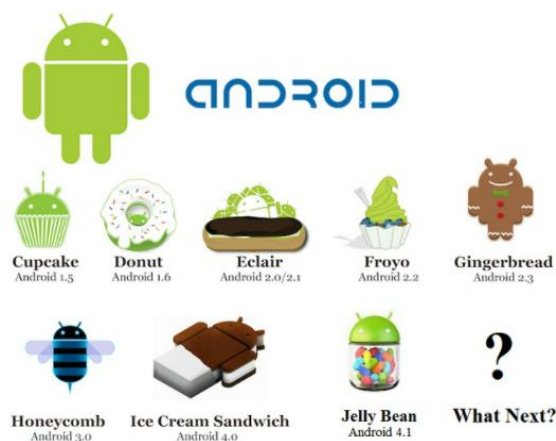 ANDROID
Cupcake
Android 1.5
Donut
Android 1.6
Eclair
Android 2.0/2.1
Froyo
Android 2.2
Gingerbread
Android 2.3
Honeycomb
Android 3.0
Ice Cream Sandwich
Android 4.0
Jelly Bean
Android 4.1
?
What Next?